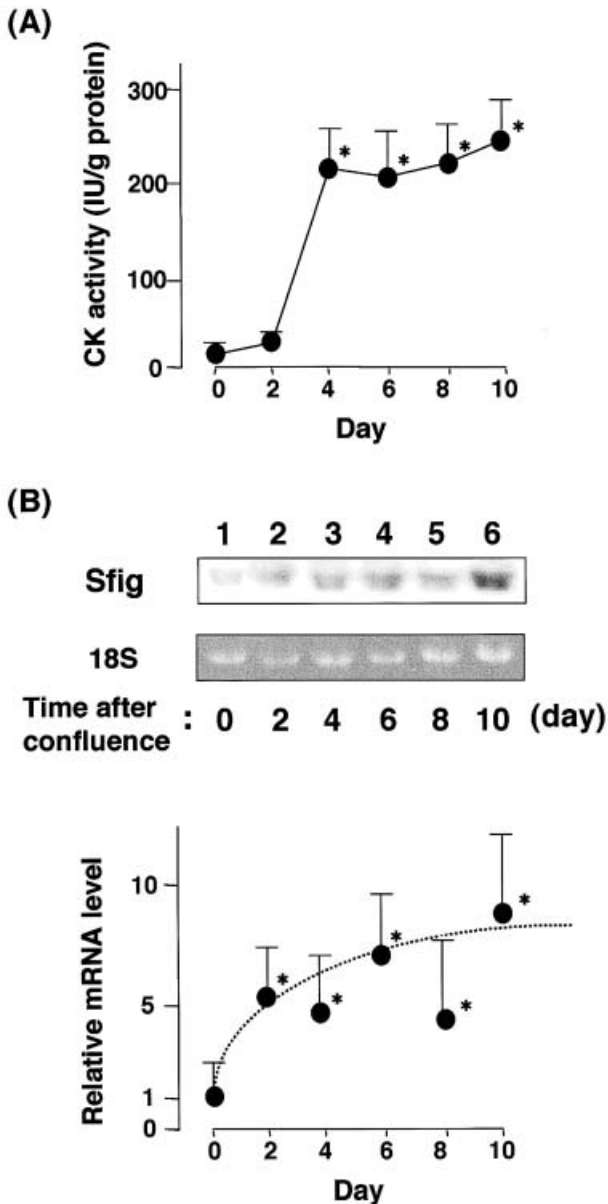 (A)
CK activity (IU/g protein)
300
200
100
0
* * * *
0 2 4 6 8 10
Day
(B)
1 2 3 4 5 6
Sfig
18S
Time after confluence : 0 2 4 6 8 10 (day)
Relative mRNA level
10
5
1
0
* * * * *
0 2 4 6 8 10
Day